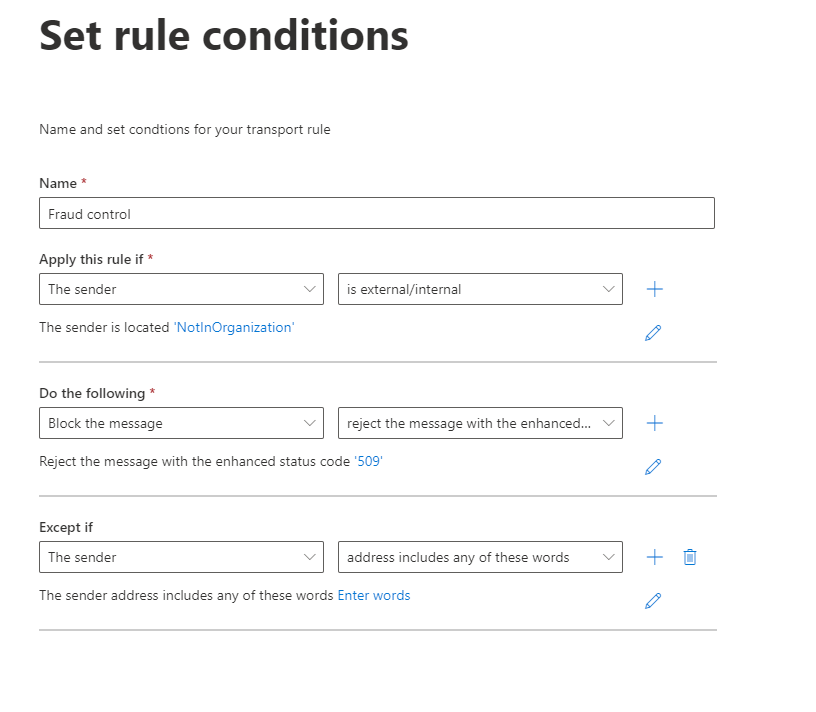 Set rule conditions
Name and set condtions for your transport rule
Name *
Fraud control
Apply this rule if *
The sender is external/internal
The sender is located 'NotInOrganization'
Do the following *
Block the message reject the message with the enhanced...
Reject the message with the enhanced status code '509'
Except if
The sender address includes any of these words
The sender address includes any of these words Enter words